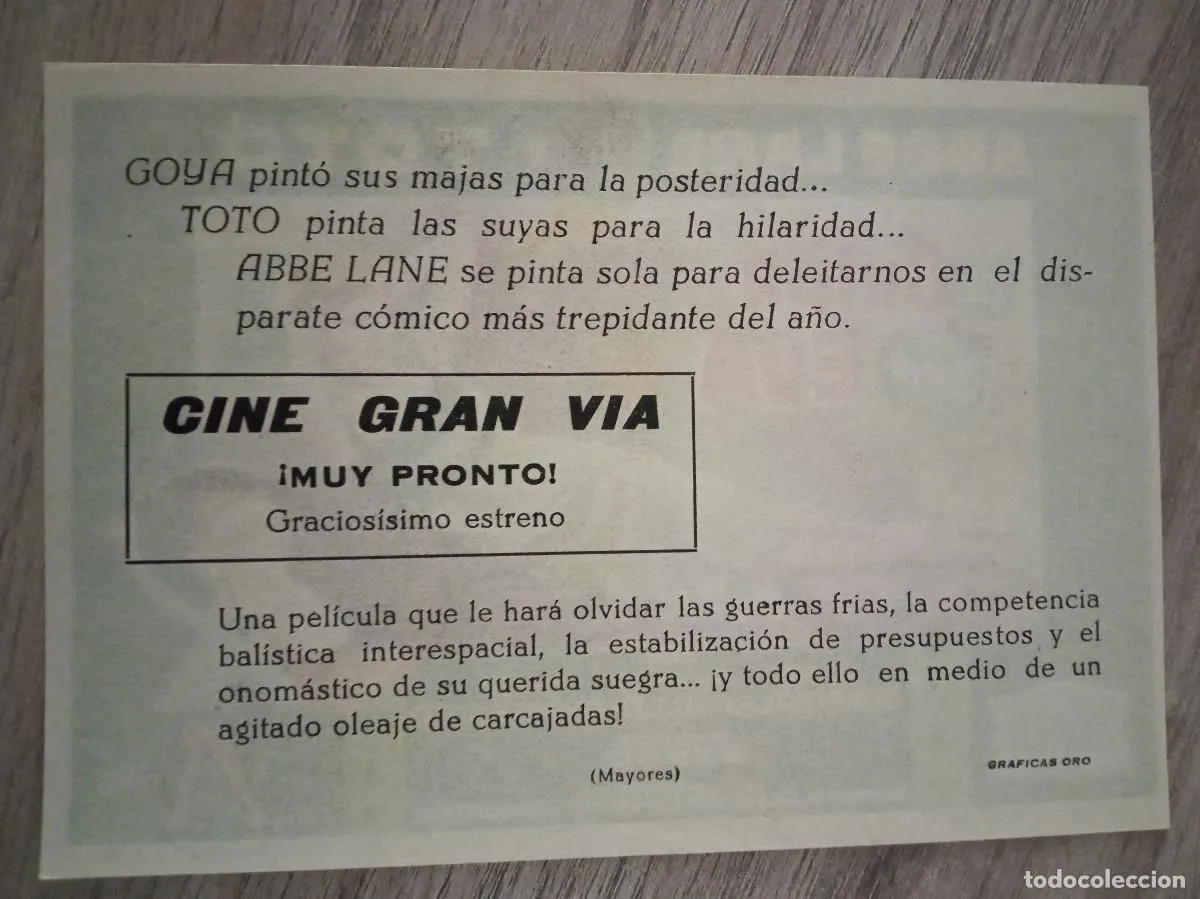 GOYA pintó sus majas para la posteridad...
TOTO pinta las suyas para la hilaridad...
ABBE LANE se pinta sola para deleitarnos en el dis-
parate cómico más trepidante del año.
CINE GRAN VIA
¡MUY PRONTO!
Graciosísimo estreno
Una película que le hará olvidar las guerras frias, la competencia
balística interespacial, la estabilización de presupuestos y el
onomástico de su querida suegra... ¡y todo ello en medio de un
agitado oleaje de carcajadas!
(Mayores)
GRAFICAS ORO
todocoleccion